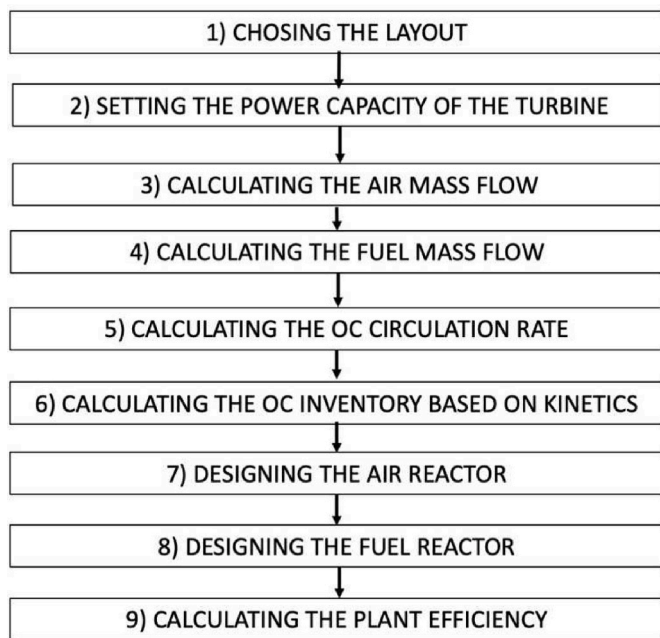 1) CHOSING THE LAYOUT
2) SETTING THE POWER CAPACITY OF THE TURBINE
3) CALCULATING THE AIR MASS FLOW
4) CALCULATING THE FUEL MASS FLOW
5) CALCULATING THE OC CIRCULATION RATE
6) CALCULATING THE OC INVENTORY BASED ON KINETICS
7) DESIGNING THE AIR REACTOR
8) DESIGNING THE FUEL REACTOR
9) CALCULATING THE PLANT EFFICIENCY